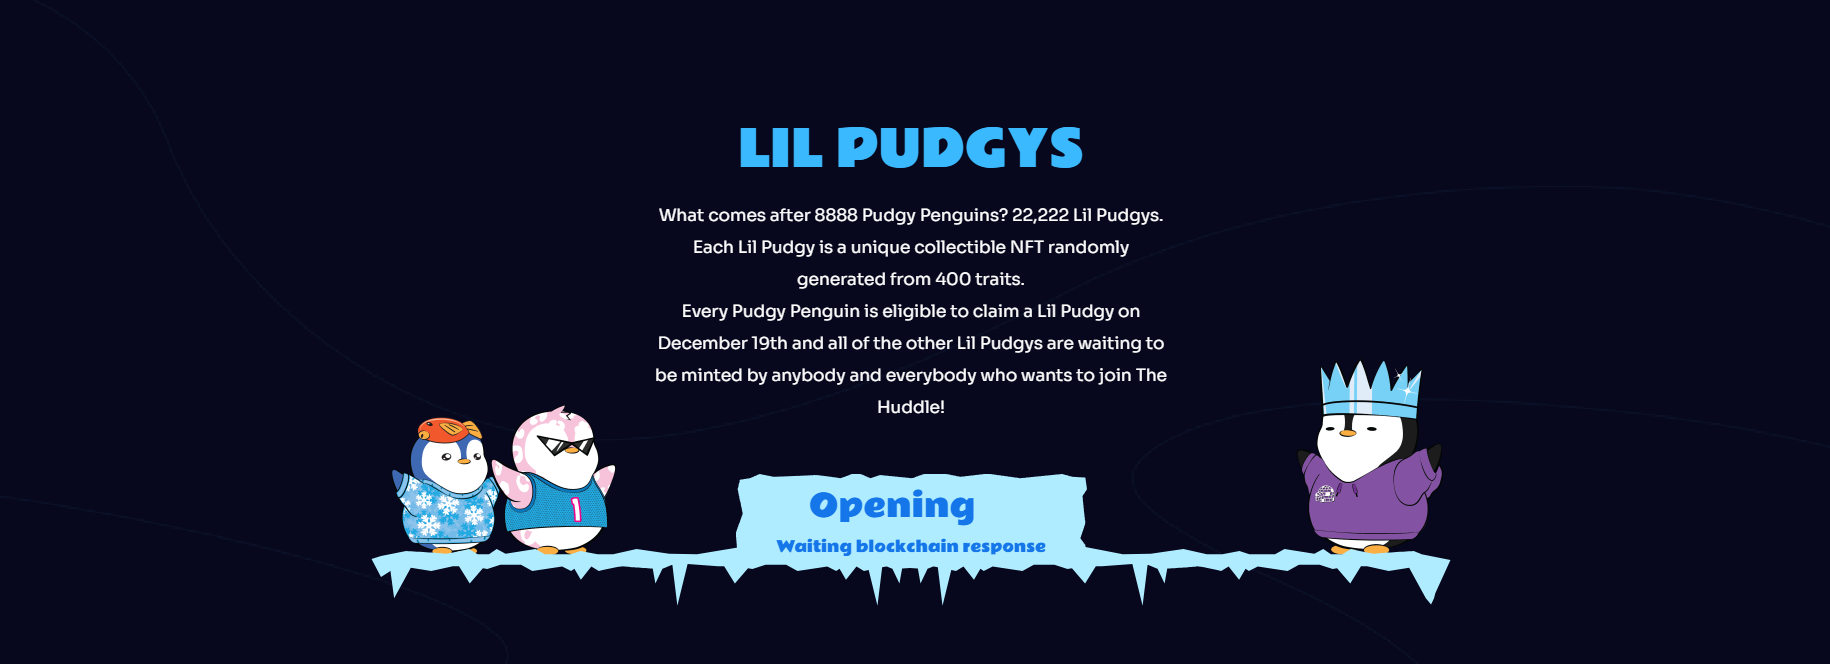 LIL PUDGYS
What comes after 8888 Pudgy Penguins? 22,222 Lil Pudgys.
Each Lil Pudgy is a unique collectible NFT randomly
generated from 400 traits.
Every Pudgy Penguin is eligible to claim a Lil Pudgy on
December 19th and all of the other Lil Pudgys are waiting to
be minted by anybody and everybody who wants to join The
Huddle!
1
Opening
Waiting blockchain response